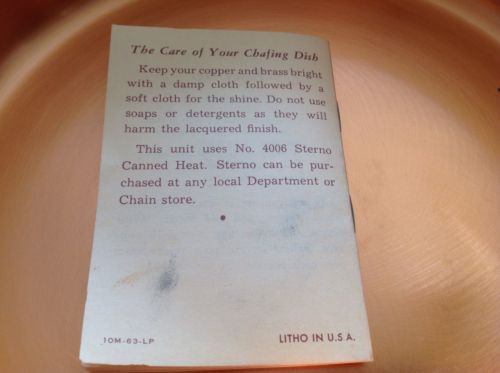 The Care of Your Chafing Dish
Keep your copper and brass bright
with a damp cloth followed by a
soft cloth for the shine. Do not use
soaps or detergents as they will
harm the lacquered finish.
This unit uses No. 4006 Sterno
Canned Heat. Sterno can be pur-
chased at any local Department or
Chain store.
10M-63-LP
LITHO IN U.S.A.